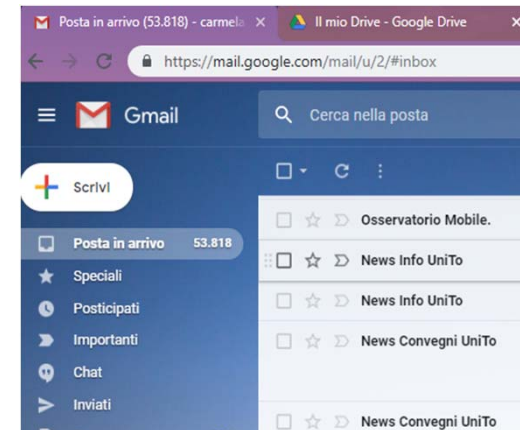 Posta in arrivo (53.818) - carmela
Il mio Drive - Google Drive
https://mail.google.com/mail/u/2/#inbox
Gmail
Cerca nella posta
Scrivi
Posta in arrivo 53.818
Speciali
Posticipati
Importanti
Chat
Inviati
Osservatorio Mobile.
News Info UniTo
News Info UniTo
News Convegni UniTo
News Convegni UniTo